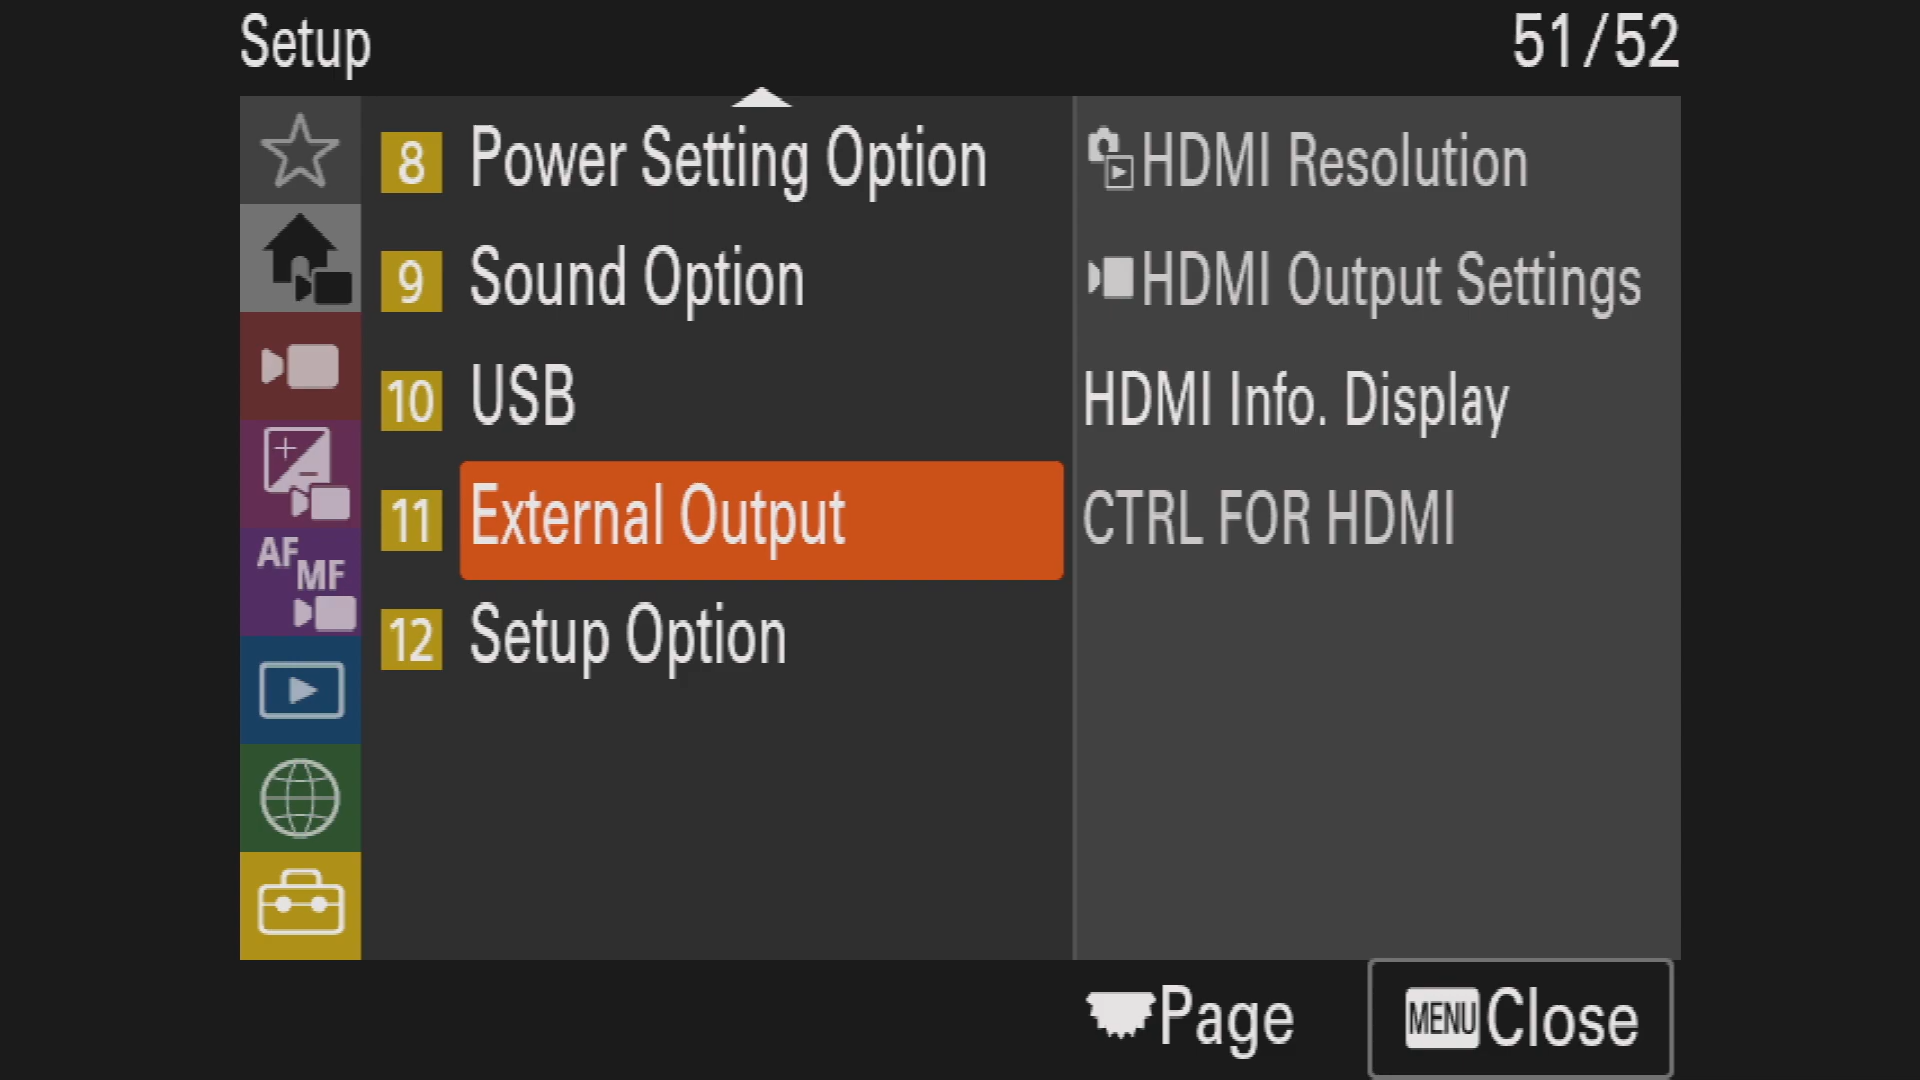 Setup
51/52
8 Power Setting Option
9 Sound Option
10 USB
11 External Output
12 Setup Option
AF MF
HDMI Resolution
HDMI Output Settings
HDMI Info. Display
CTRL FOR HDMI
Page
MENU Close